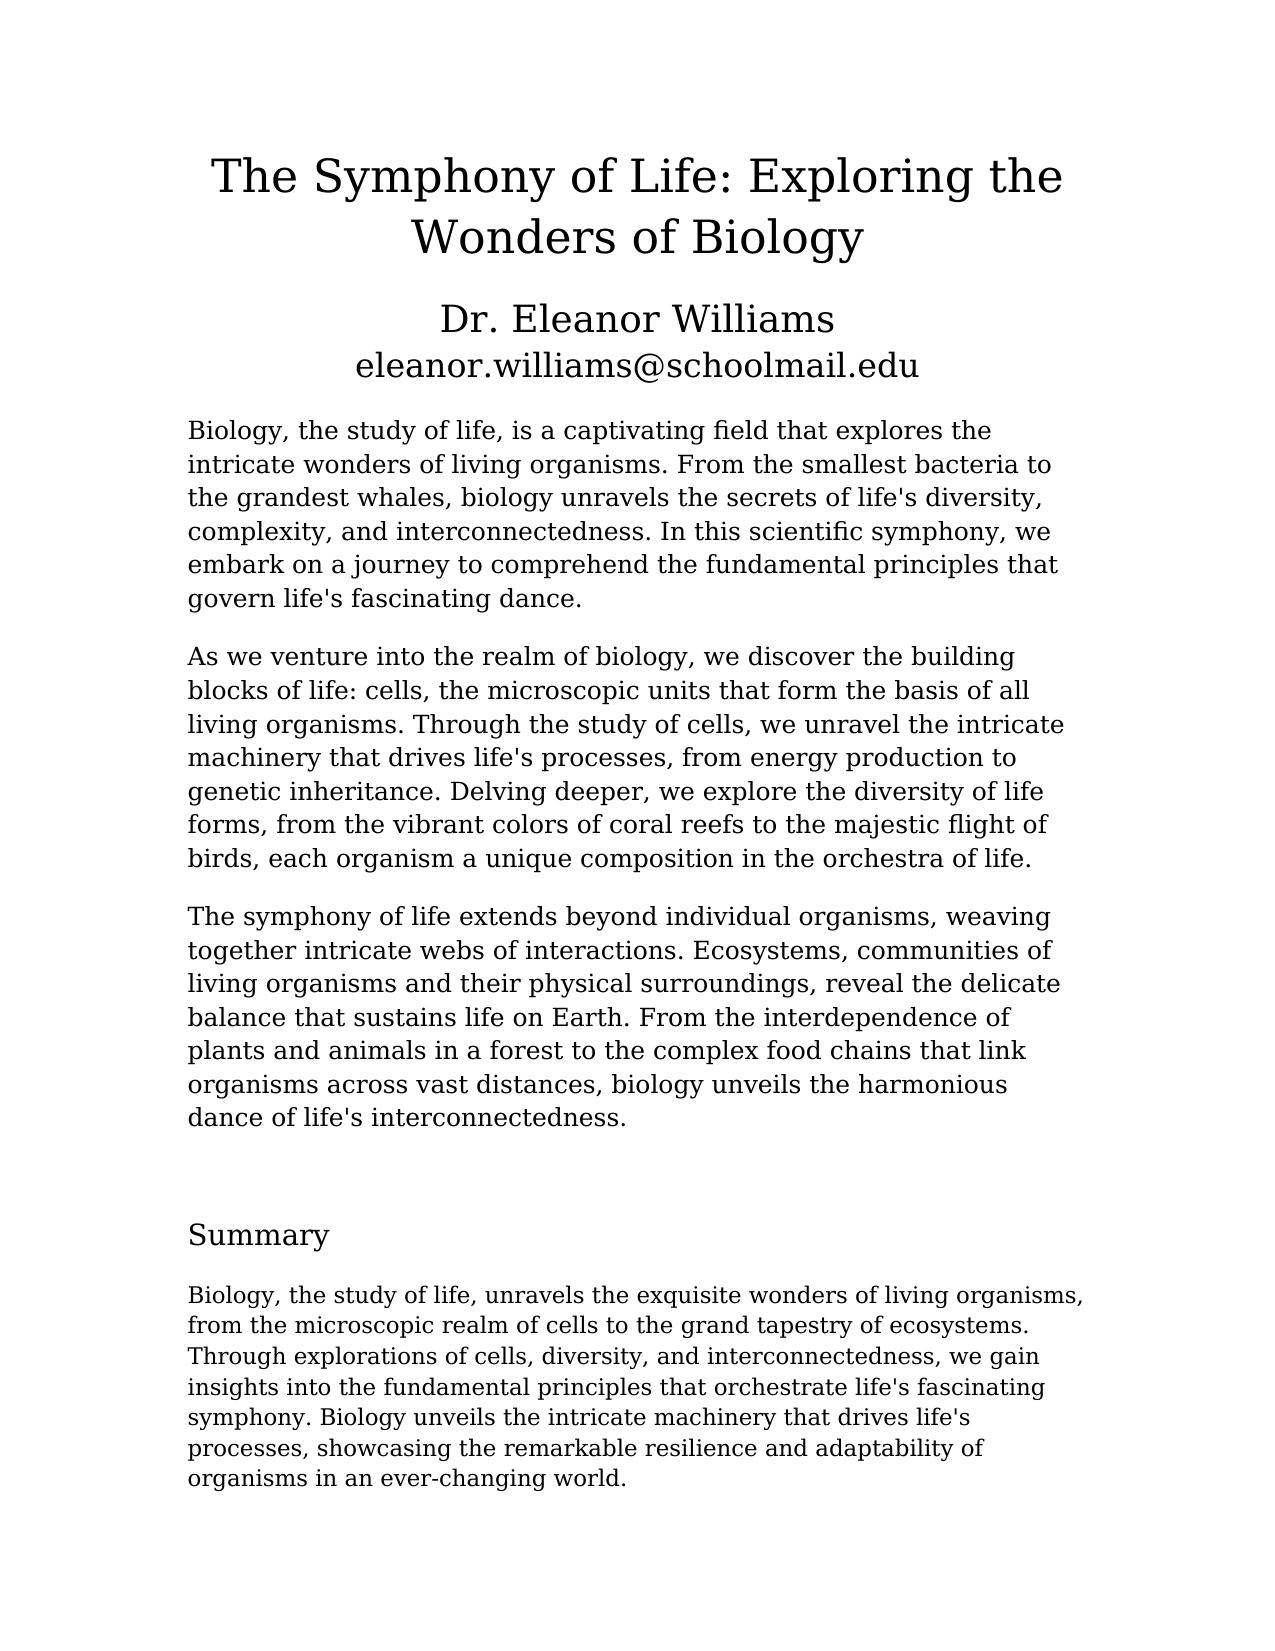 The Symphony of Life: Exploring the
Wonders of Biology
Dr. Eleanor Williams
eleanor.williams@schoolmail.edu
Biology, the study of life, is a captivating field that explores the
intricate wonders of living organisms. From the smallest bacteria to
the grandest whales, biology unravels the secrets of life's diversity,
complexity, and interconnectedness. In this scientific symphony, we
embark on a journey to comprehend the fundamental principles that
govern life's fascinating dance.
As we venture into the realm of biology, we discover the building
blocks of life: cells, the microscopic units that form the basis of all
living organisms. Through the study of cells, we unravel the intricate
machinery that drives life's processes, from energy production to
genetic inheritance. Delving deeper, we explore the diversity of life
forms, from the vibrant colors of coral reefs to the majestic flight of
birds, each organism a unique composition in the orchestra of life.
The symphony of life extends beyond individual organisms, weaving
together intricate webs of interactions. Ecosystems, communities of
living organisms and their physical surroundings, reveal the delicate
balance that sustains life on Earth. From the interdependence of
plants and animals in a forest to the complex food chains that link
organisms across vast distances, biology unveils the harmonious
dance of life's interconnectedness.
Summary
Biology, the study of life, unravels the exquisite wonders of living organisms,
from the microscopic realm of cells to the grand tapestry of ecosystems.
Through explorations of cells, diversity, and interconnectedness, we gain
insights into the fundamental principles that orchestrate life's fascinating
symphony. Biology unveils the intricate machinery that drives life's
processes, showcasing the remarkable resilience and adaptability of
organisms in an ever-changing world.